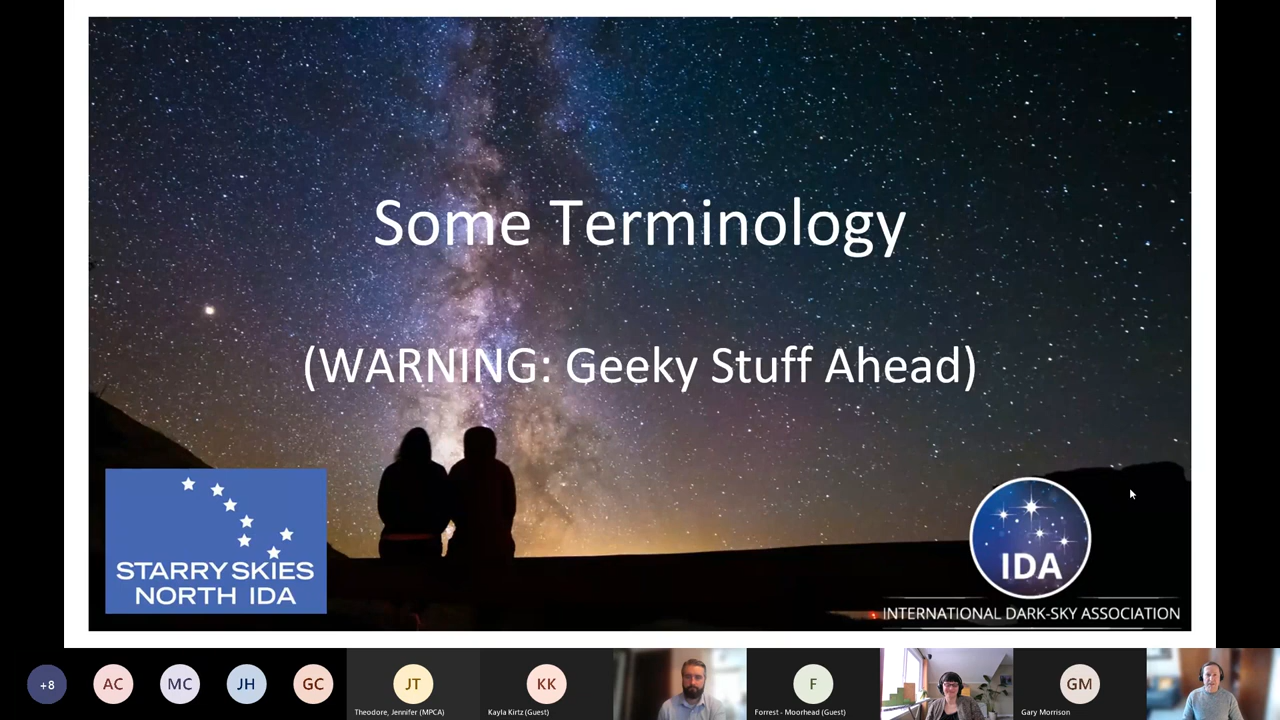 Some Terminology
(WARNING: Geeky Stuff Ahead)
STARRY SKIES
NORTH IDA
IDA
INTERNATIONAL DARK-SKY ASSOCIATION
+8
AC
MC
JH
GC
JT
Theodore, Jennifer (MPCA)
KK
Kayla Kirtz (Guest)
F
Forrest - Moorhead (Guest)
GM
Gary Morrison